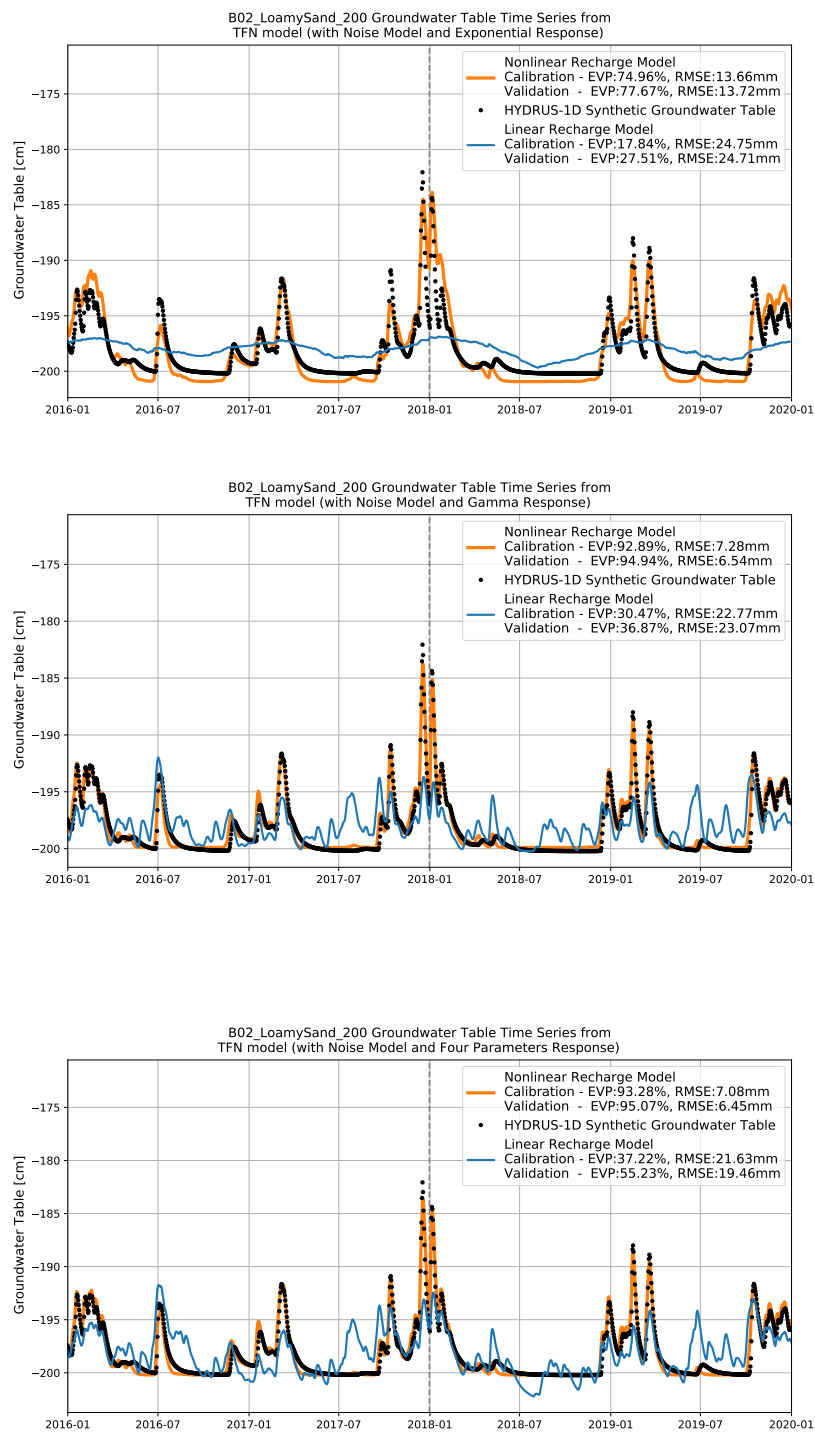 B02_LoamySand_200 Groundwater Table Time Series from
TFN model (with Noise Model and Exponential Response)
Nonlinear Recharge Model
Calibration - EVP:74.96%, RMSE:13.66mm
Validation  -  EVP:77.67%, RMSE:13.72mm
HYDRUS-1D Synthetic Groundwater Table
Linear Recharge Model
Calibration - EVP:17.84%, RMSE:24.75mm
Validation  -  EVP:27.51%, RMSE:24.71mm
Groundwater Table [cm]
−175
−180
−185
−190
−195
−200
2016-01 2016-07 2017-01 2017-07 2018-01 2018-07 2019-01 2019-07 2020-01
B02_LoamySand_200 Groundwater Table Time Series from
TFN model (with Noise Model and Gamma Response)
Nonlinear Recharge Model
Calibration - EVP:92.89%, RMSE:7.28mm
Validation  -  EVP:94.94%, RMSE:6.54mm
HYDRUS-1D Synthetic Groundwater Table
Linear Recharge Model
Calibration - EVP:30.47%, RMSE:22.77mm
Validation  -  EVP:36.87%, RMSE:23.07mm
Groundwater Table [cm]
−175
−180
−185
−190
−195
−200
2016-01 2016-07 2017-01 2017-07 2018-01 2018-07 2019-01 2019-07 2020-01
B02_LoamySand_200 Groundwater Table Time Series from
TFN model (with Noise Model and Four Parameters Response)
Nonlinear Recharge Model
Calibration - EVP:93.28%, RMSE:7.08mm
Validation  -  EVP:95.07%, RMSE:6.45mm
HYDRUS-1D Synthetic Groundwater Table
Linear Recharge Model
Calibration - EVP:37.22%, RMSE:21.63mm
Validation  -  EVP:55.23%, RMSE:19.46mm
Groundwater Table [cm]
−175
−180
−185
−190
−195
−200
2016-01 2016-07 2017-01 2017-07 2018-01 2018-07 2019-01 2019-07 2020-01